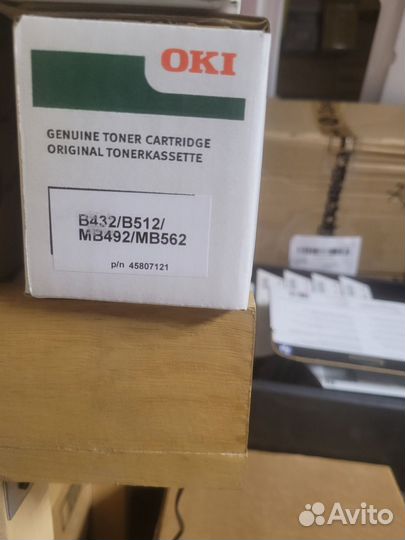 OKI
GENUINE TONER CARTRIDGE
ORIGINAL TONERKASSETTE
B432/B512/
MB492/MB562
p/n 45807121
Avito